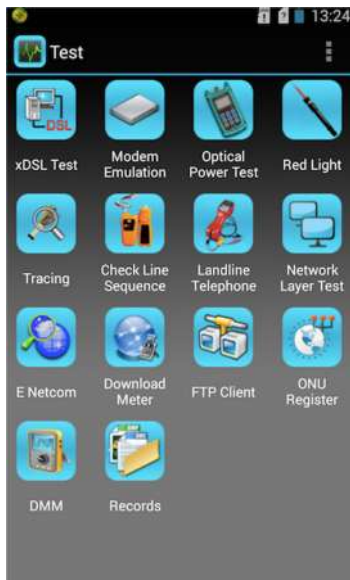 13:24
Test
DSL
xDSL Test
Modem
Emulation
Optical
Power Test
Red Light
Tracing
Check Line
Sequence
Landline
Telephone
Network
Layer Test
E Netcom
Download
Meter
FTP Client
ONU
Register
DMM
Records